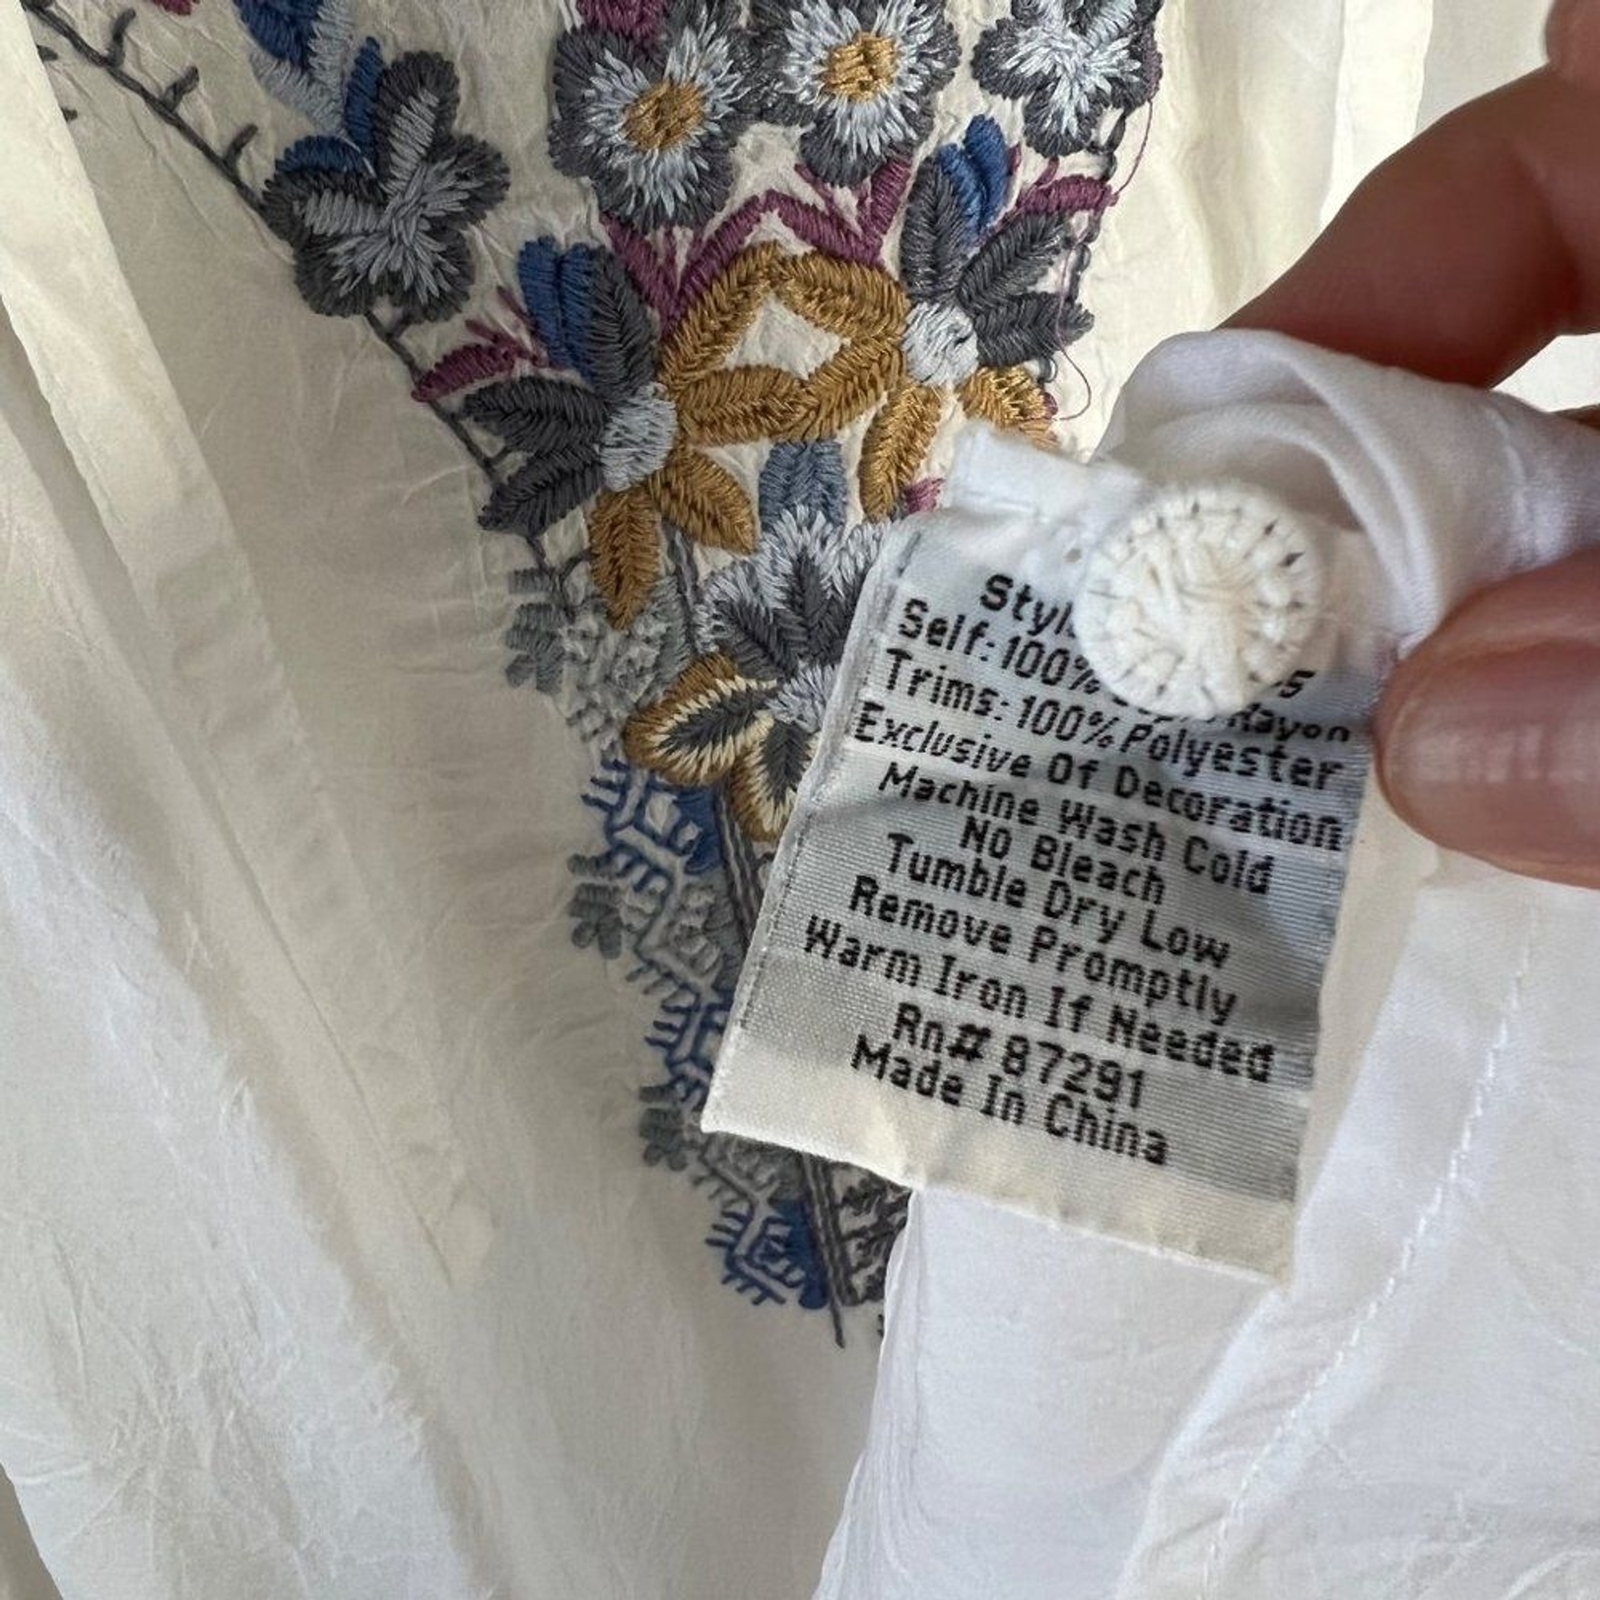 Self: 100% Rayon
Trims: 100% Polyester
Exclusive Of Decoration
Machine Wash Cold
No Bleach
Tumble Dry Low
Remove Promptly
Warm Iron If Needed
Rn# 87291
Made In China